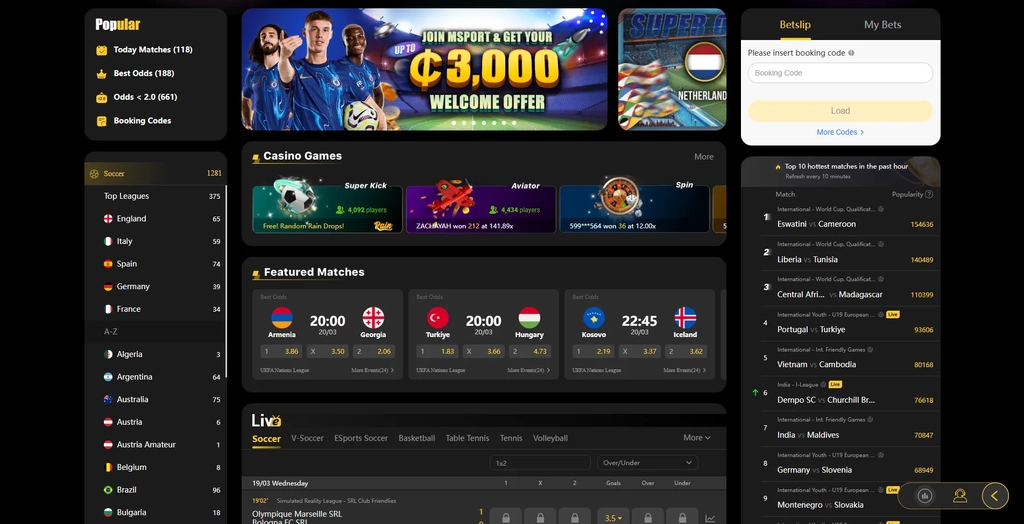 Popular
Today Matches (118)
Best Odds (188)
Odds < 2.0 (661)
Booking Codes
Soccer 1281
Top Leagues 375
England 65
Italy 59
Spain 74
Germany 39
France 34
A-Z
Algeria 3
Argentina 64
Australia 75
Austria 6
Austria Amateur 1
Belgium 8
Brazil 96
Bulgaria 18
JOIN MSPORT & GET YOUR
UP TO
₵3,000
WELCOME OFFER
SUPER
NETHERLAN
Casino Games More
Super Kick
4,092 players
Free! Random Rain Drops! Rain
Aviator
4,434 players
ZACHAYAH won 212 at 141.89x
Spin
599***564 won 36 at 12.00x
5
Featured Matches
Best Odds
20:00
20/03
Armenia Georgia
1 3.86 X 3.50 2 2.06
UEFA Nations League More Events(24) >
Best Odds
20:00
20/03
Turkiye Hungary
1 1.83 X 3.66 2 4.73
UEFA Nations League More Events(24) >
Best Odds
22:45
20/03
Kosovo Iceland
1 2.19 X 3.37 2 3.62
UEFA Nations League More Events(24) >
Live
Soccer V-Soccer ESports Soccer Basketball Table Tennis Tennis Volleyball More
1x2 Over/Under
19/03 Wednesday 1 X 2 Goals Over Under
19'02" Simulated Reality League - SRL Club Friendlies
Olympique Marseille SRL 1
Bologna FC SRL 0
3.5
Betslip My Bets
Please insert booking code
Booking Code
Load
More Codes >
Top 10 hottest matches in the past hour
Refresh every 10 minutes
Match Popularity ?
International - World Cup, Qualificat...
1 Eswatini vs Cameroon 154636
International - World Cup, Qualificat...
2 Liberia vs Tunisia 140489
International - World Cup, Qualificat...
3 Central Afri... vs Madagascar 110399
International Youth - U19 European ... Live
4 Portugal vs Turkiye 93606
International - Int. Friendly Games
5 Vietnam vs Cambodia 80168
India - I-League Live
6 Dempo SC vs Churchill Br... 76618
International - Int. Friendly Games
7 India vs Maldives 70847
International Youth - U19 European ...
8 Germany vs Slovenia 68949
International Youth - U19 European ... Live
9 Montenegro vs Slovakia